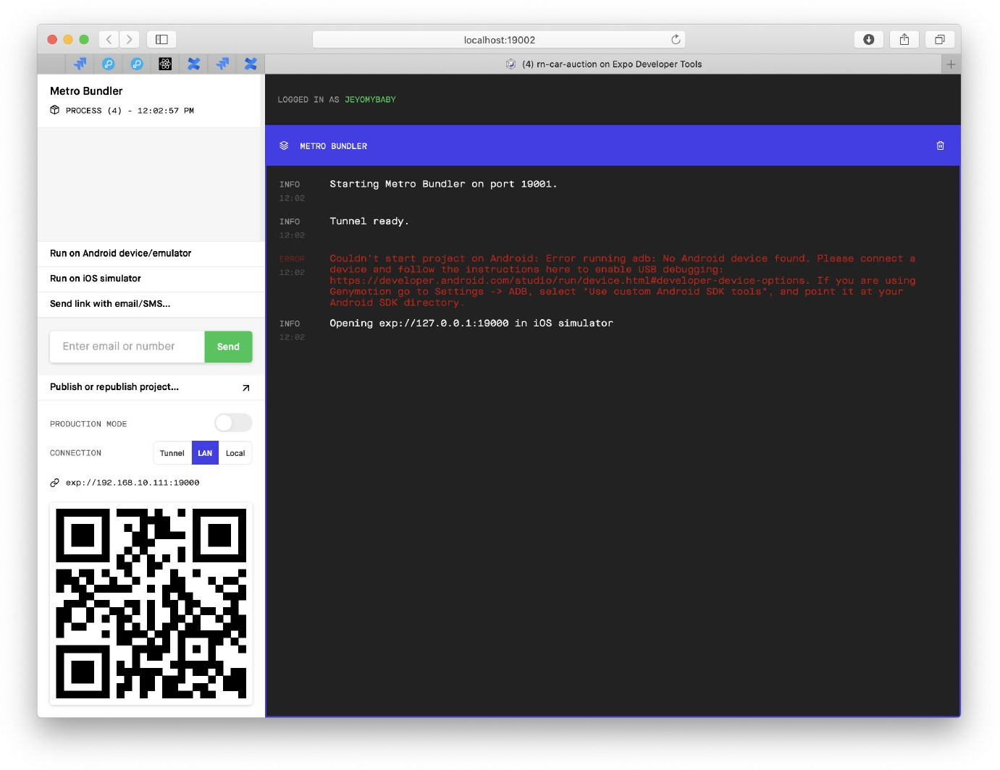 localhost:19002
(4) rn-car-auction on Expo Developer Tools
Metro Bundler
PROCESS (4) - 12:02:57 PM
Run on Android device/emulator
Run on iOS simulator
Send link with email/SMS...
Enter email or number
Send
Publish or republish project...
PRODUCTION MODE
CONNECTION
Tunnel
LAN
Local
exp://192.168.10.111:19000
LOGGED IN AS JEYOMYBABY
METRO BUNDLER
INFO
12:02
Starting Metro Bundler on port 19001.
INFO
12:02
Tunnel ready.
ERROR
12:02
Couldn't start project on Android: Error running adb: No Android device found. Please connect a
device and follow the instructions here to enable USB debugging:
https://developer.android.com/studio/run/device.html#developer-device-options. If you are using
Genymotion go to Settings -> ADB, select "Use custom Android SDK tools", and point it at your
Android SDK directory.
INFO
12:02
Opening exp://127.0.0.1:19000 in iOS simulator